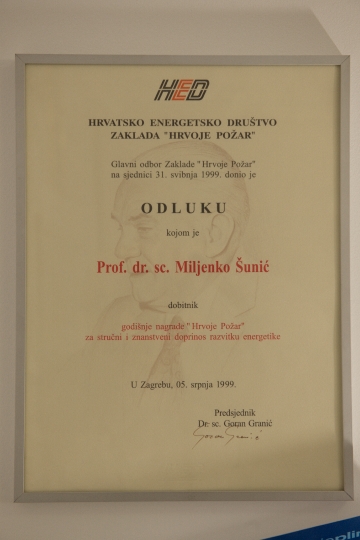 HED
HRVATSKO ENERGETSKO DRUŠTVO
ZAKLADA "HRVOJE POŽAR"
Glavni odbor Zaklade "Hrvoje Požar"
na sjednici 31. svibnja 1999. donio je
ODLUKU
kojom je
Prof. dr. sc. Miljenko Šunić
dobitnik
godišnje nagrade "Hrvoje Požar"
za stručni i znanstveni doprinos razvitku energetike
U Zagrebu, 05. srpnja 1999.
Predsjednik
Dr. sc. Goran Granić
Goran Granić